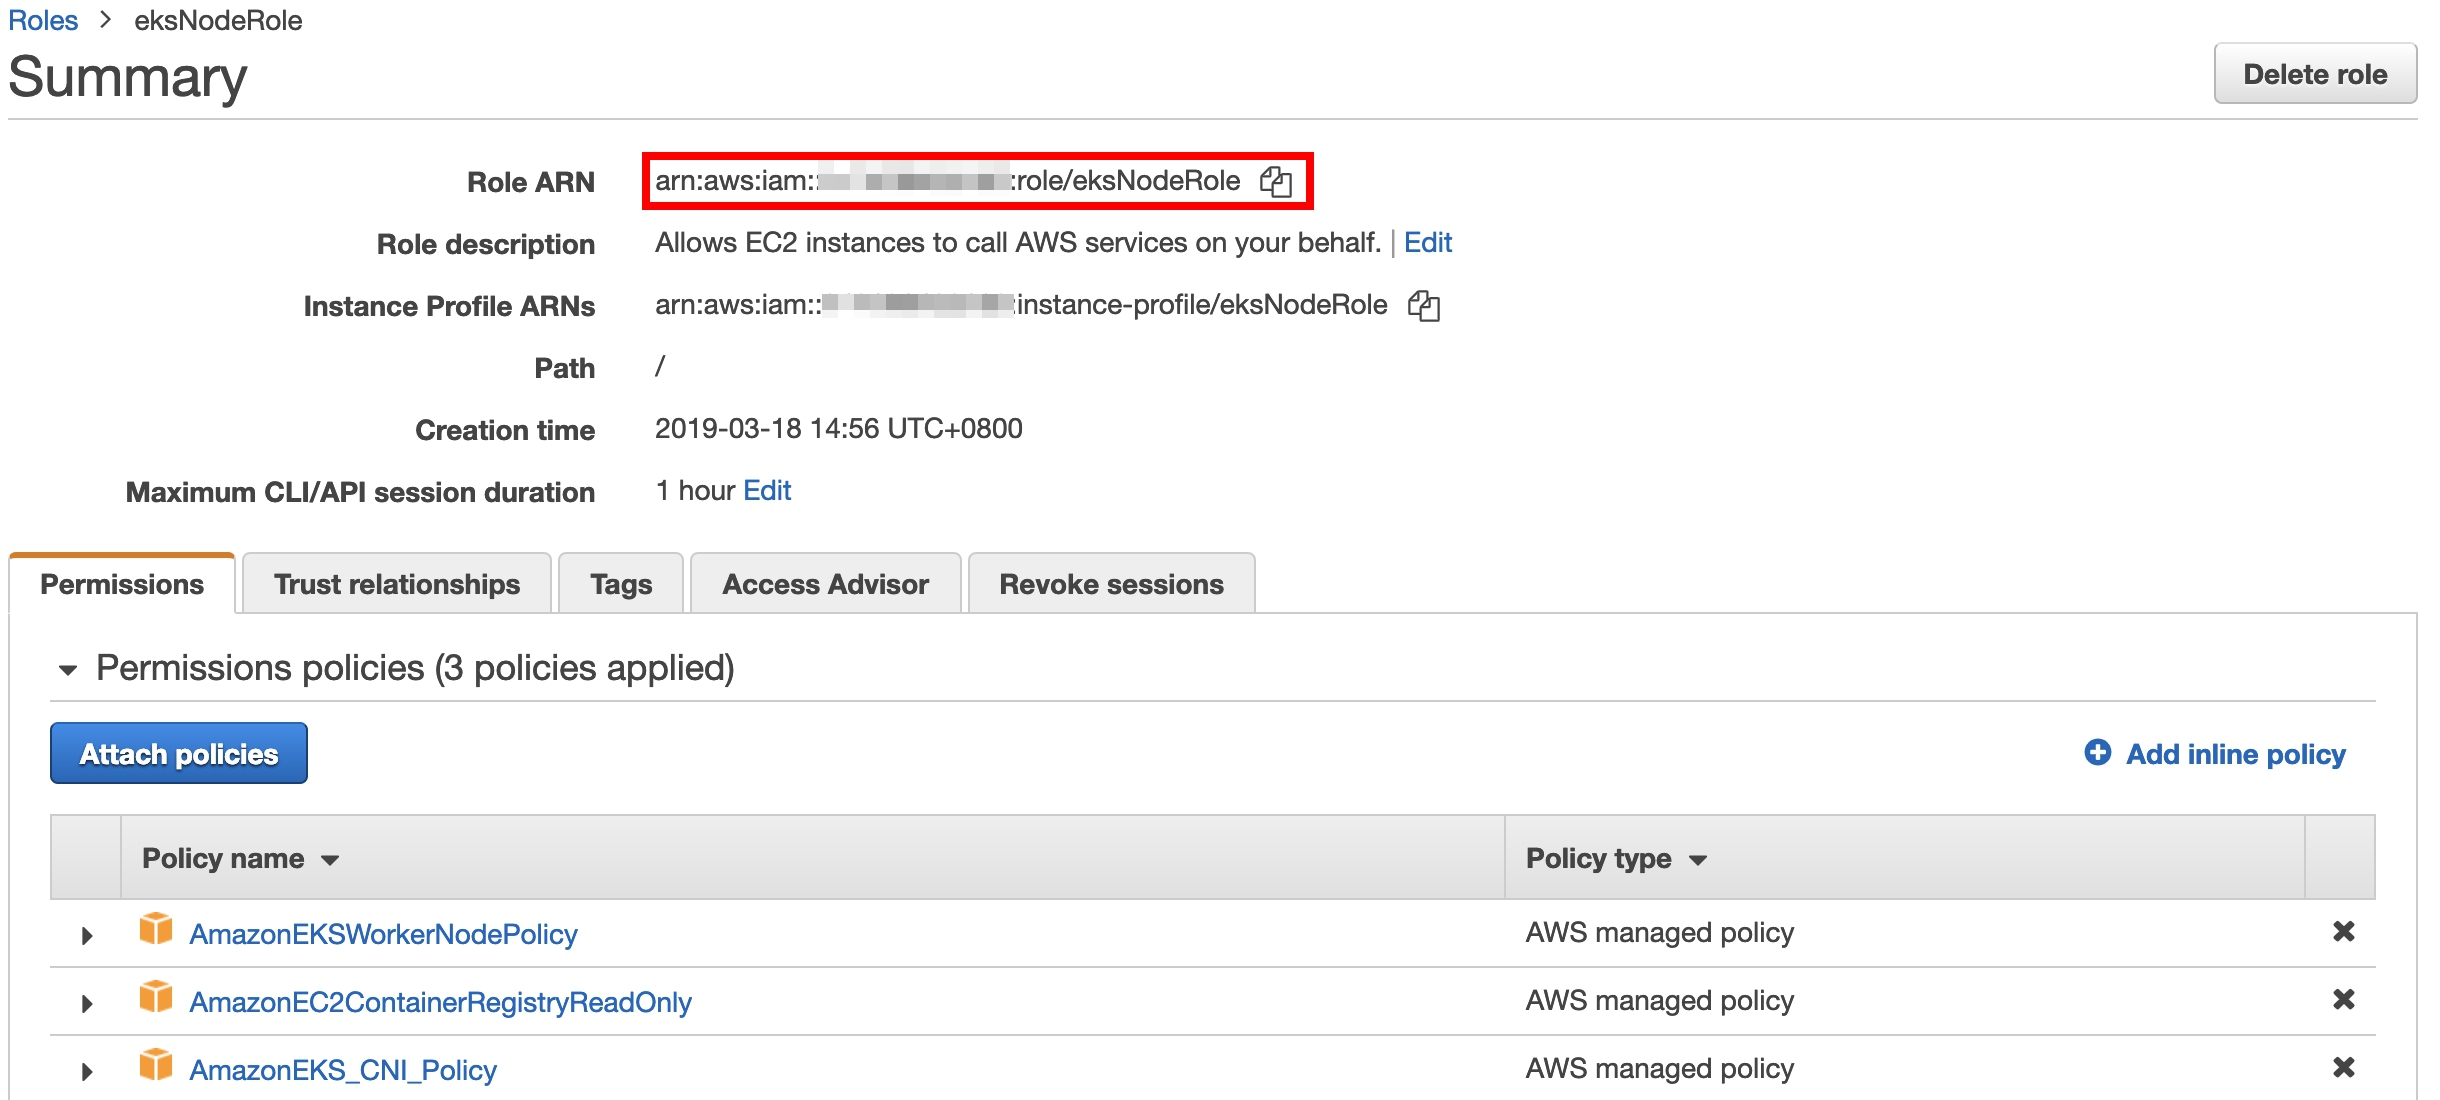 Roles > eksNodeRole
Summary
Delete role
Role ARN arn:aws:iam:: :role/eksNodeRole
Role description Allows EC2 instances to call AWS services on your behalf. | Edit
Instance Profile ARNs arn:aws:iam:: :instance-profile/eksNodeRole
Path /
Creation time 2019-03-18 14:56 UTC+0800
Maximum CLI/API session duration 1 hour Edit
Permissions Trust relationships Tags Access Advisor Revoke sessions
Permissions policies (3 policies applied)
Attach policies Add inline policy
Policy name Policy type
AmazonEKSWorkerNodePolicy AWS managed policy
AmazonEC2ContainerRegistryReadOnly AWS managed policy
AmazonEKS_CNI_Policy AWS managed policy